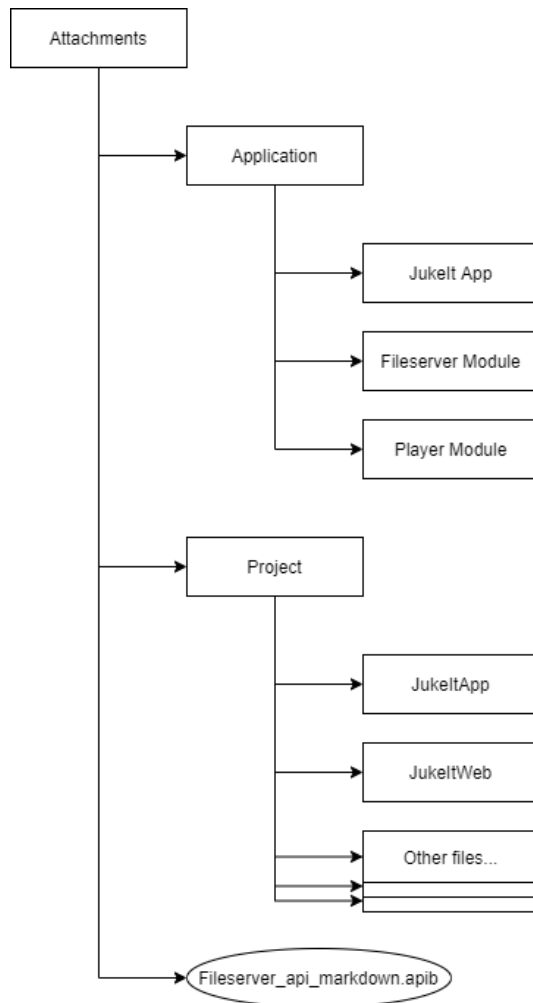 Attachments
Application
JukeIt App
Fileserver Module
Player Module
Project
JukeItApp
JukeItWeb
Other files...
Fileserver_api_markdown.apib